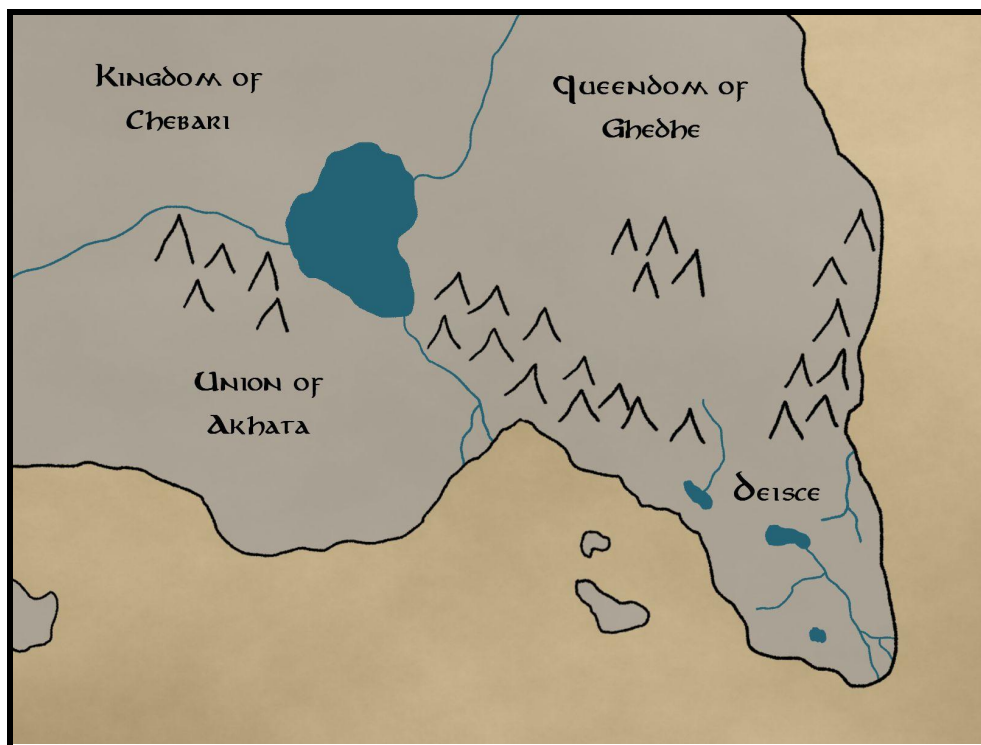 Kingdom of
Chebari
Queendom of
Ghedhe
Union of
Akhata
Deisce